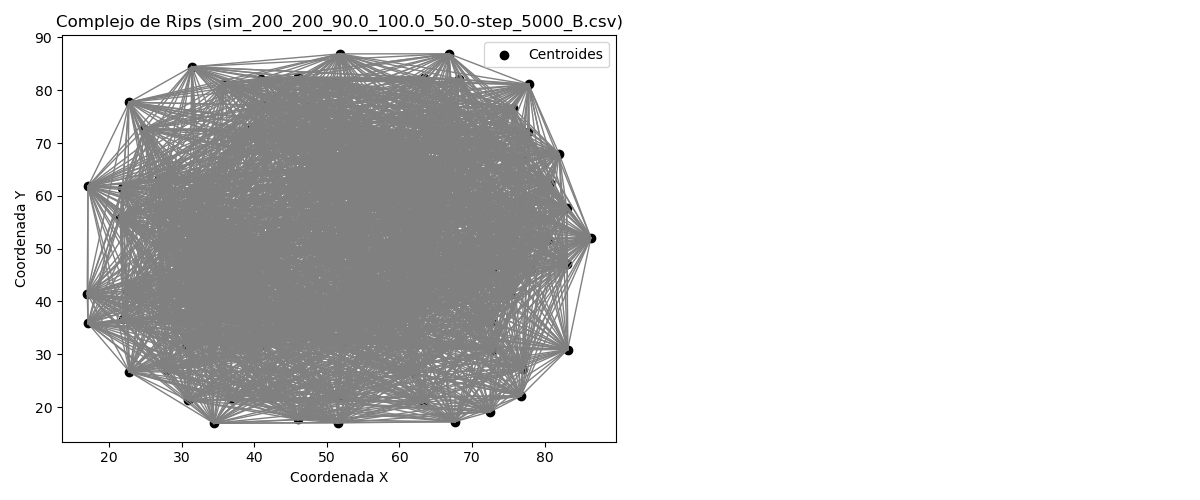 Complejo de Rips (sim_200_200_90.0_100.0_50.0-step_5000_B.csv)
Centroides
90
80
70
60
50
40
30
20
Coordenada Y
20 30 40 50 60 70 80
Coordenada X